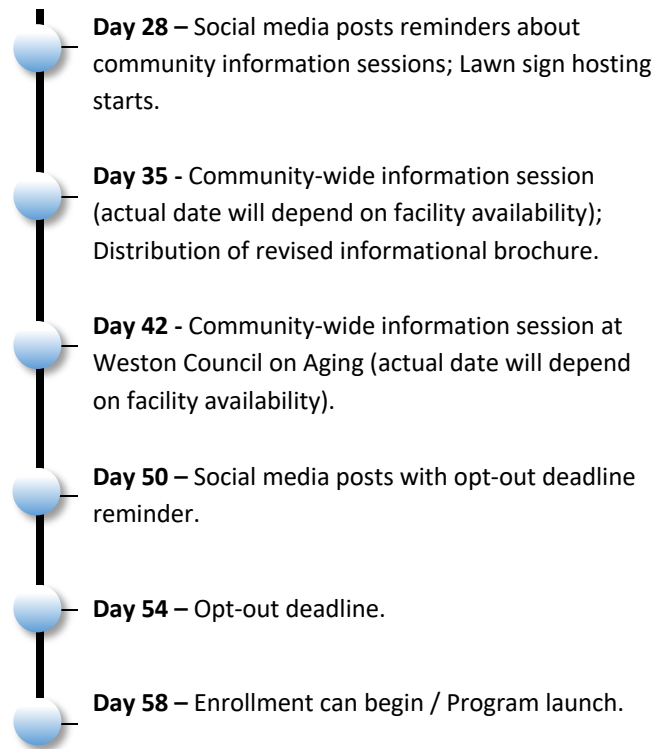 Day 28 – Social media posts reminders about
community information sessions; Lawn sign hosting
starts.
Day 35 - Community-wide information session
(actual date will depend on facility availability);
Distribution of revised informational brochure.
Day 42 - Community-wide information session at
Weston Council on Aging (actual date will depend
on facility availability).
Day 50 – Social media posts with opt-out deadline
reminder.
Day 54 – Opt-out deadline.
Day 58 – Enrollment can begin / Program launch.